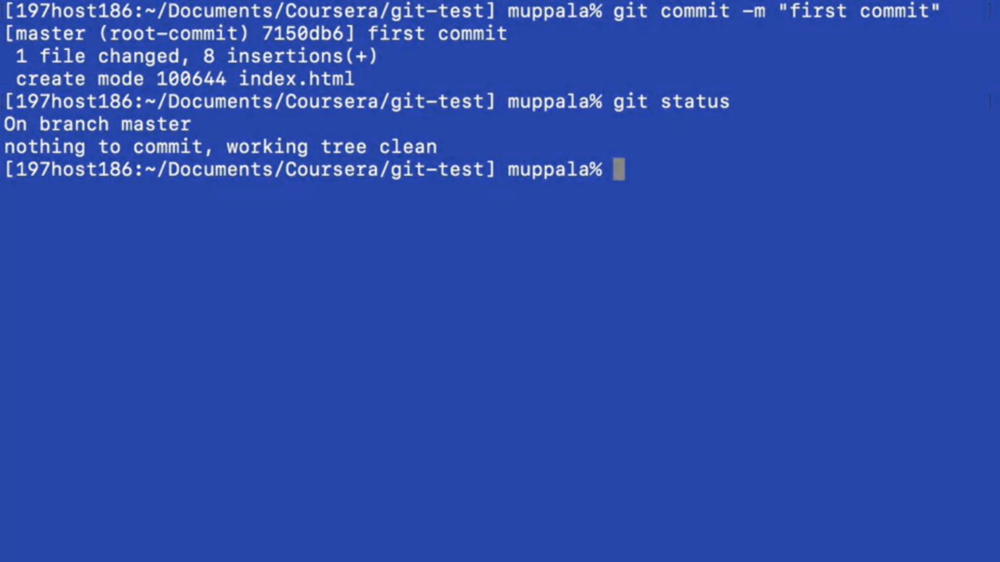 [197host186:~/Documents/Coursera/git-test] muppala% git commit -m "first commit"
[master (root-commit) 7150db6] first commit
 1 file changed, 8 insertions(+)
 create mode 100644 index.html
[197host186:~/Documents/Coursera/git-test] muppala% git status
On branch master
nothing to commit, working tree clean
[197host186:~/Documents/Coursera/git-test] muppala%